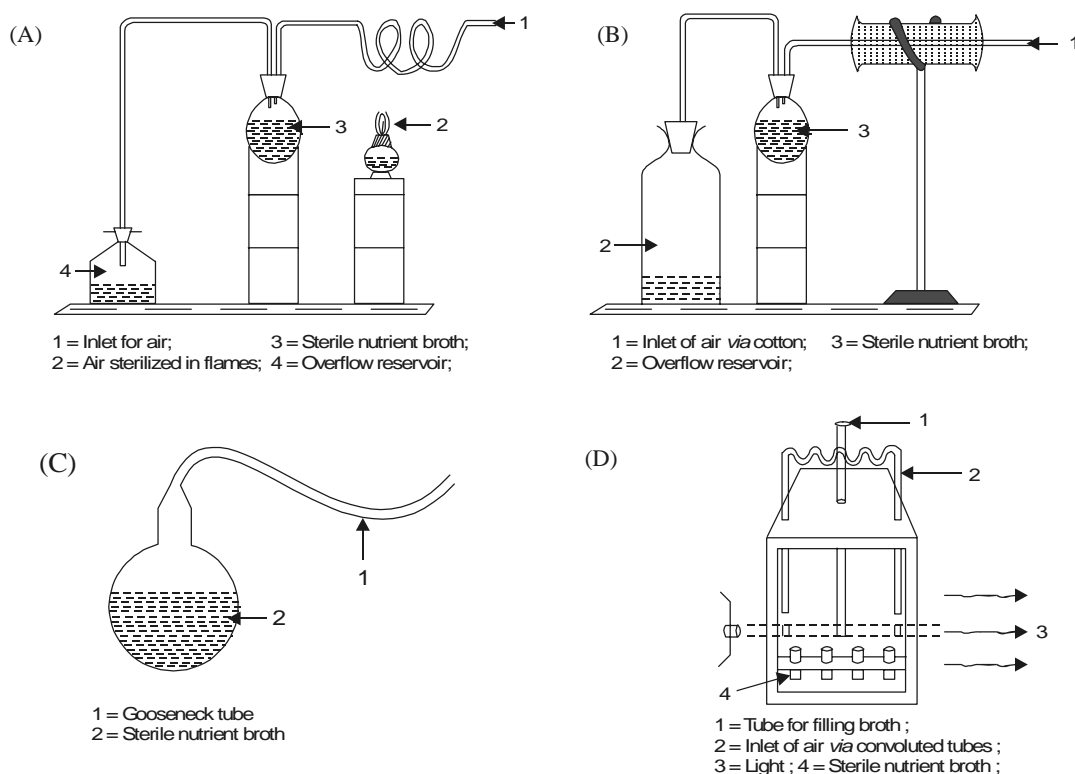 (A)
1
2
3
4
1 = Inlet for air; 3 = Sterile nutrient broth;
2 = Air sterilized in flames; 4 = Overflow reservoir;
(B)
1
3
2
1 = Inlet of air via cotton; 3 = Sterile nutrient broth;
2 = Overflow reservoir;
(C)
1
2
1 = Gooseneck tube
2 = Sterile nutrient broth
(D)
1
2
3
4
1 = Tube for filling broth ;
2 = Inlet of air via convoluted tubes ;
3 = Light ; 4 = Sterile nutrient broth ;